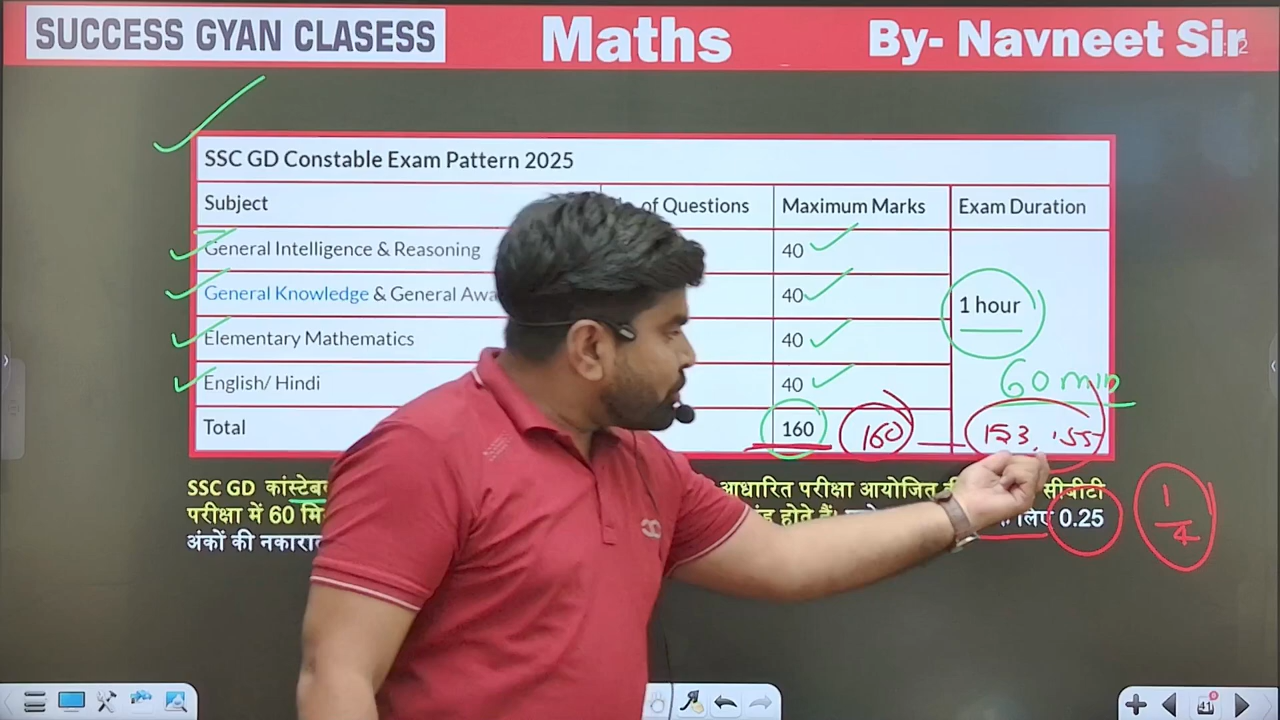 SUCCESS GYAN CLASESS Maths By- Navneet Sir
SSC GD Constable Exam Pattern 2025
Subject of Questions Maximum Marks Exam Duration
General Intelligence & Reasoning 40
General Knowledge & General 40 1 hour
Elementary Mathematics 40
60 min
English/ Hindi 40
Total 160 160 153, 155
SSC GD आधारित परीक्षा आयोजित सीबीटी
परीक्षा में 60 होते हैं। लिए 0.25
1/4
अंकों की
41